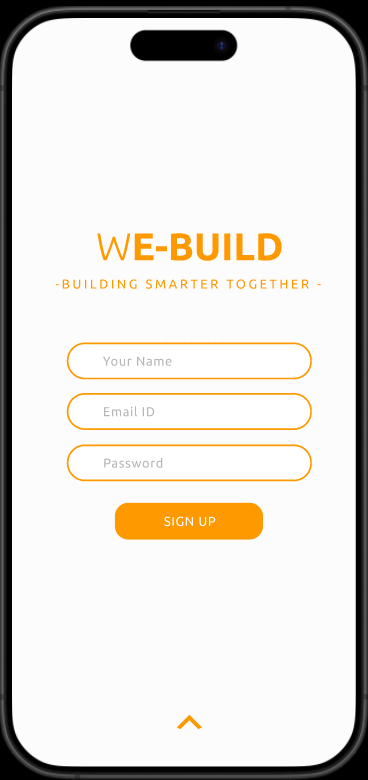 WE-BUILD
-BUILDING SMARTER TOGETHER -
Your Name
Email ID
Password
SIGN UP